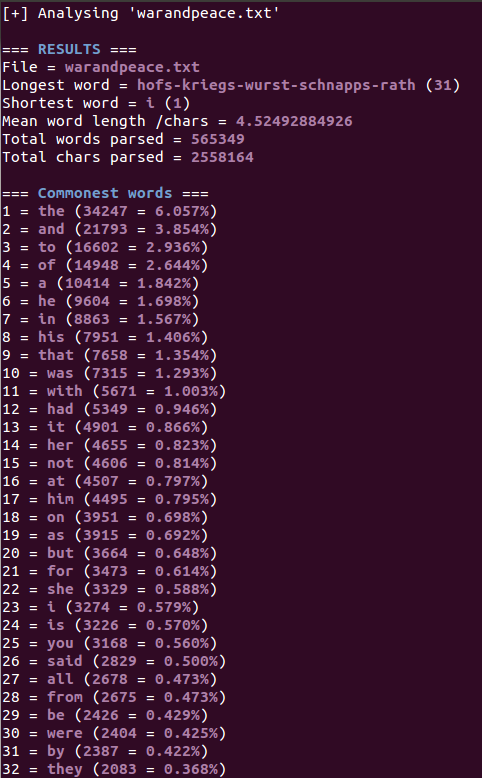 [+] Analysing 'warandpeace.txt'
=== RESULTS ===
File = warandpeace.txt
Longest word = hofs-kriegs-wurst-schnapps-rath (31)
Shortest word = i (1)
Mean word length /chars = 4.52492884926
Total words parsed = 565349
Total chars parsed = 2558164
=== Commonest words ===
1 = the (34247 = 6.057%)
2 = and (21793 = 3.854%)
3 = to (16602 = 2.936%)
4 = of (14948 = 2.644%)
5 = a (10414 = 1.842%)
6 = he (9604 = 1.698%)
7 = in (8863 = 1.567%)
8 = his (7951 = 1.406%)
9 = that (7658 = 1.354%)
10 = was (7315 = 1.293%)
11 = with (5671 = 1.003%)
12 = had (5349 = 0.946%)
13 = it (4901 = 0.866%)
14 = her (4655 = 0.823%)
15 = not (4606 = 0.814%)
16 = at (4507 = 0.797%)
17 = him (4495 = 0.795%)
18 = on (3951 = 0.698%)
19 = as (3915 = 0.692%)
20 = but (3664 = 0.648%)
21 = for (3473 = 0.614%)
22 = she (3329 = 0.588%)
23 = i (3274 = 0.579%)
24 = is (3226 = 0.570%)
25 = you (3168 = 0.560%)
26 = said (2829 = 0.500%)
27 = all (2678 = 0.473%)
28 = from (2675 = 0.473%)
29 = be (2426 = 0.429%)
30 = were (2404 = 0.425%)
31 = by (2387 = 0.422%)
32 = they (2083 = 0.368%)